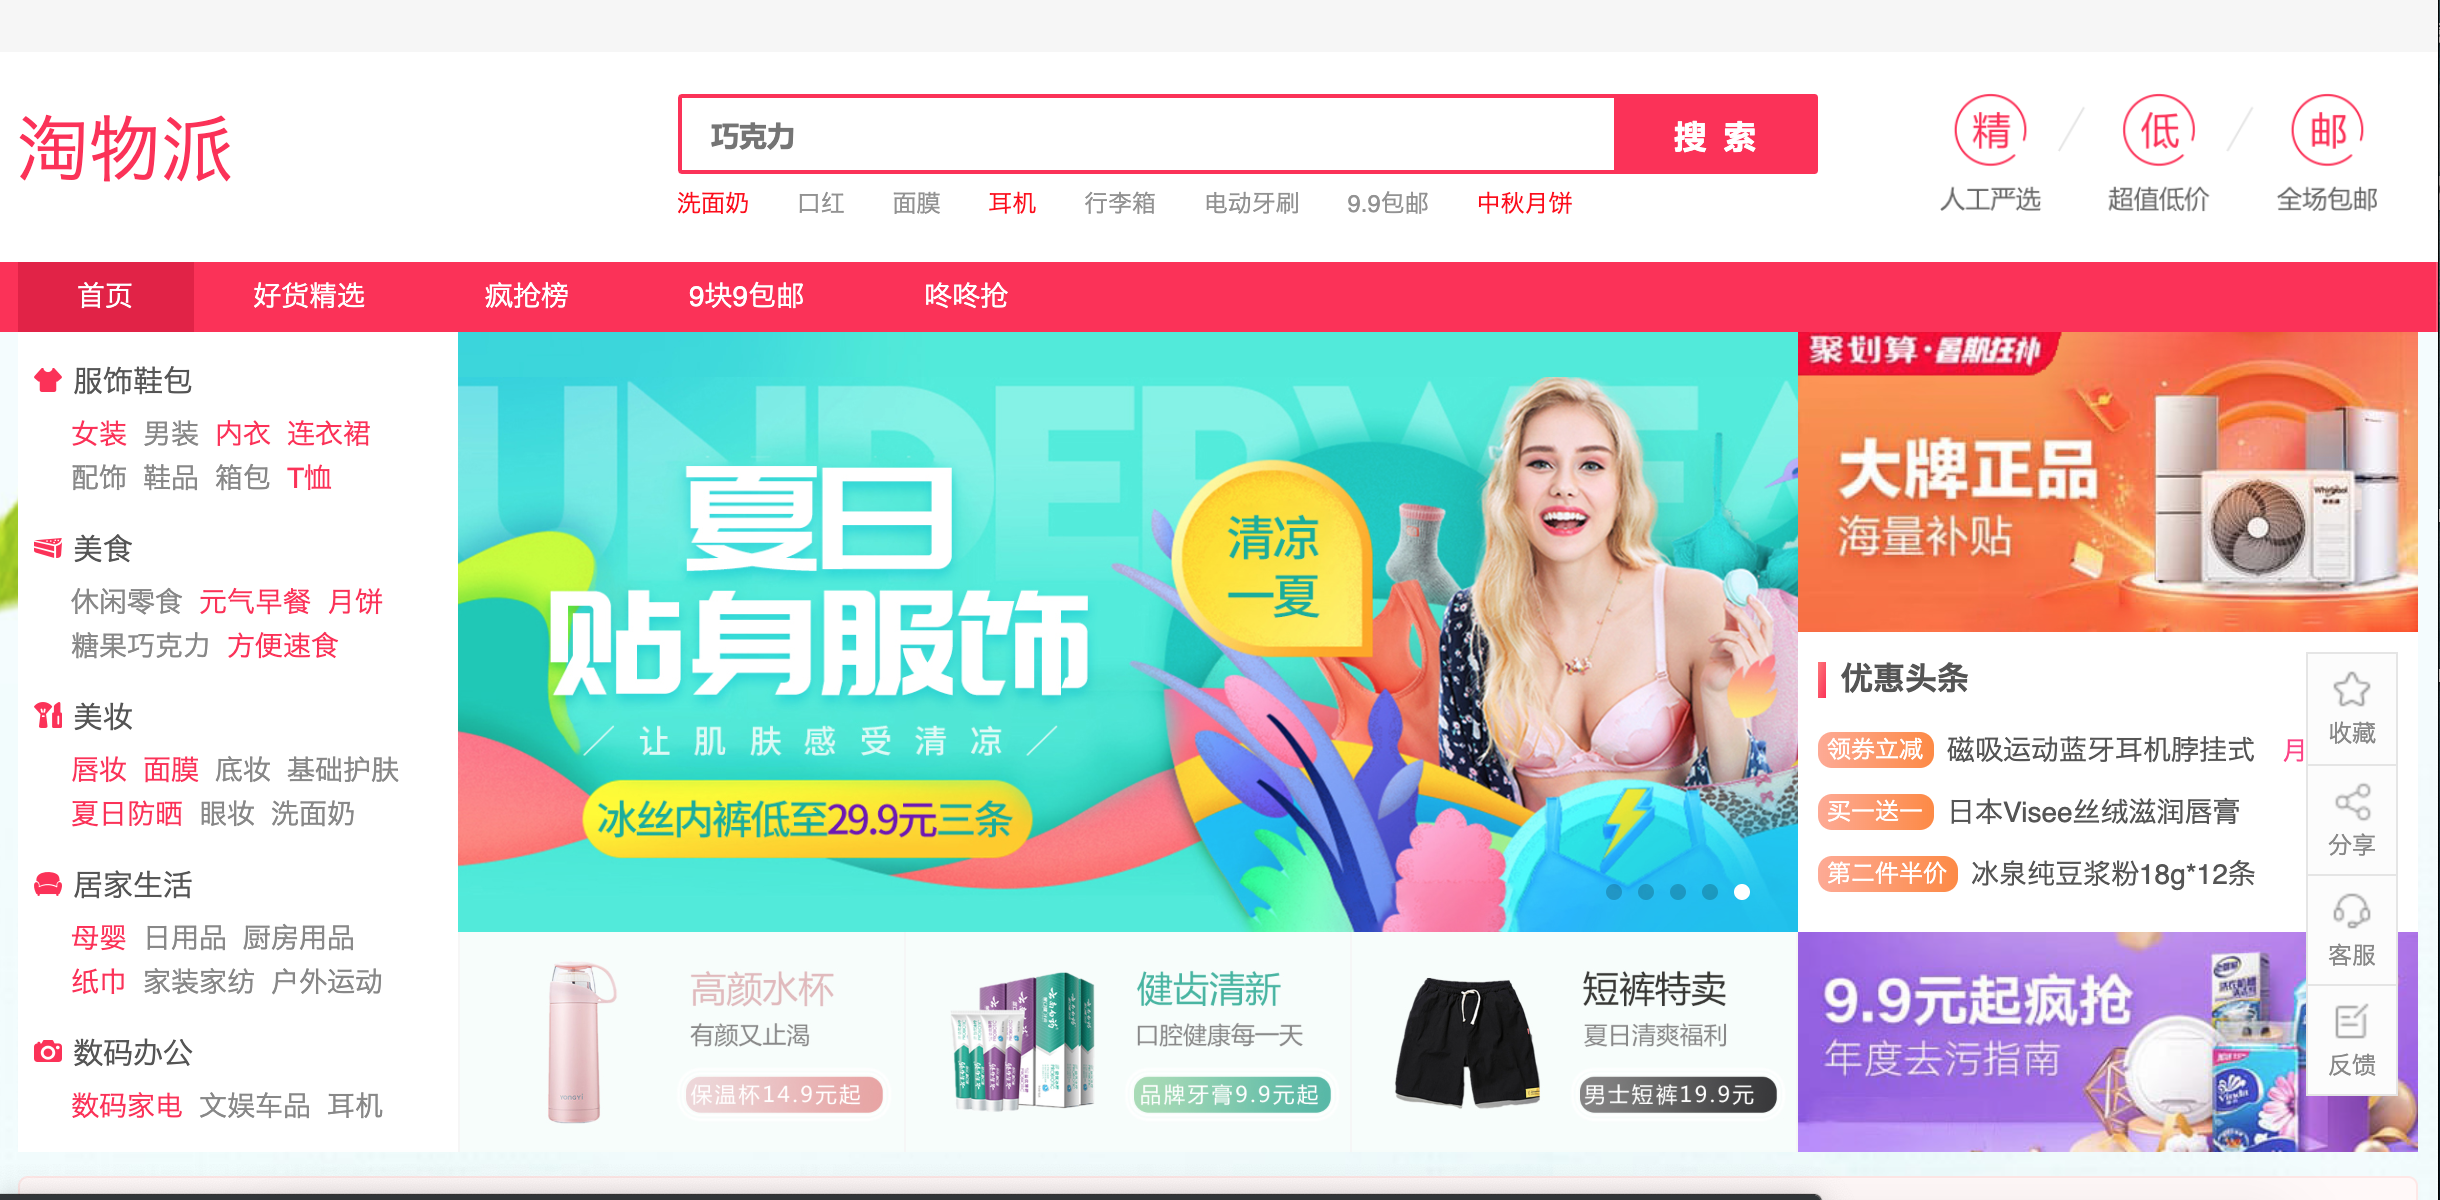 淘物派
巧克力
搜 索
洗面奶 口红 面膜 耳机 行李箱 电动牙刷 9.9包邮 中秋月饼
精 低 邮
人工严选 超值低价 全场包邮
首页 好货精选 疯抢榜 9块9包邮 咚咚抢
服饰鞋包
女装 男装 内衣 连衣裙
配饰 鞋品 箱包 T恤
美食
休闲零食 元气早餐 月饼
糖果巧克力 方便速食
美妆
唇妆 面膜 底妆 基础护肤
夏日防晒 眼妆 洗面奶
居家生活
母婴 日用品 厨房用品
纸巾 家装家纺 户外运动
数码办公
数码家电 文娱车品 耳机
UNDERWEA
夏日
贴身服饰
让肌肤感受清凉
冰丝内裤低至29.9元三条
清凉
一夏
聚划算·暑期狂补
大牌正品
海量补贴
Whirlpool
优惠头条
领券立减 磁吸运动蓝牙耳机脖挂式 月
买一送一 日本Visee丝绒滋润唇膏
第二件半价 冰泉纯豆浆粉18g*12条
收藏
分享
客服
反馈
高颜水杯
有颜又止渴
保温杯14.9元起
健齿清新
口腔健康每一天
品牌牙膏9.9元起
云南白药
短裤特卖
夏日清爽福利
男士短裤19.9元
9.9元起疯抢
年度去污指南
Vinda